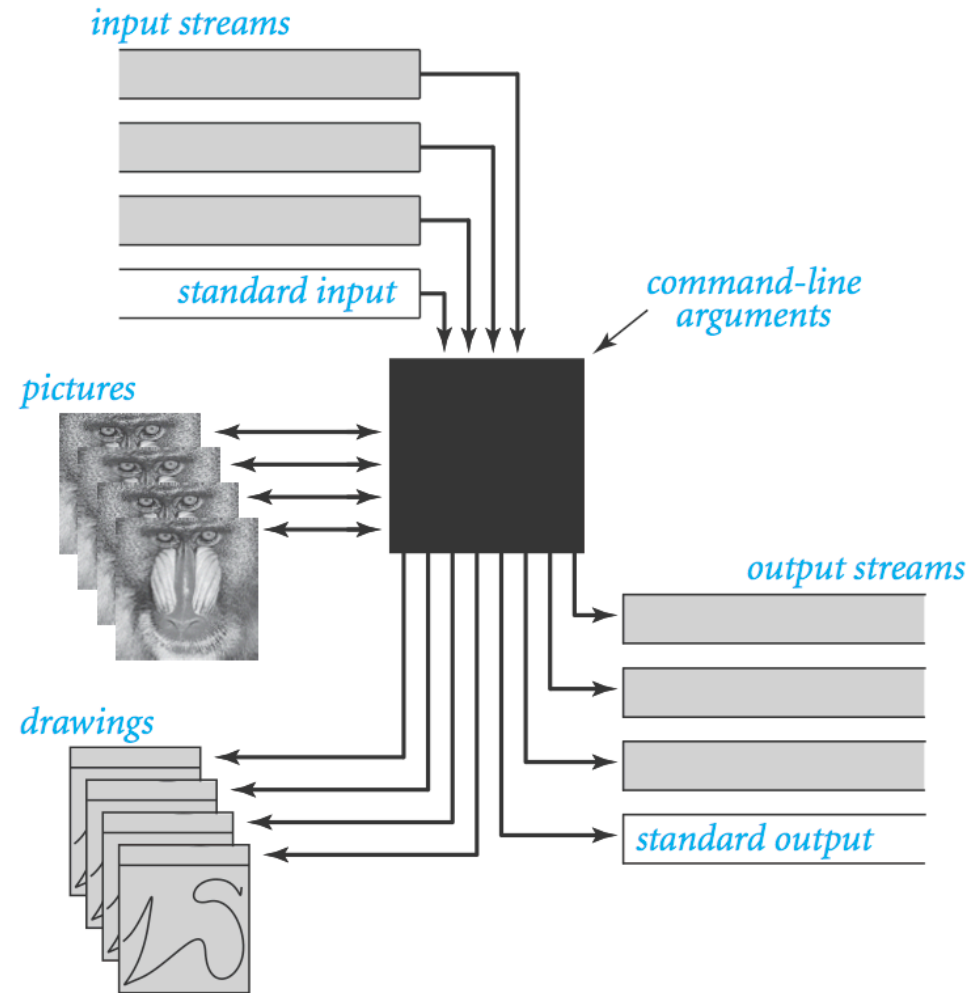 input streams
standard input
command-line
arguments
pictures
output streams
drawings
standard output